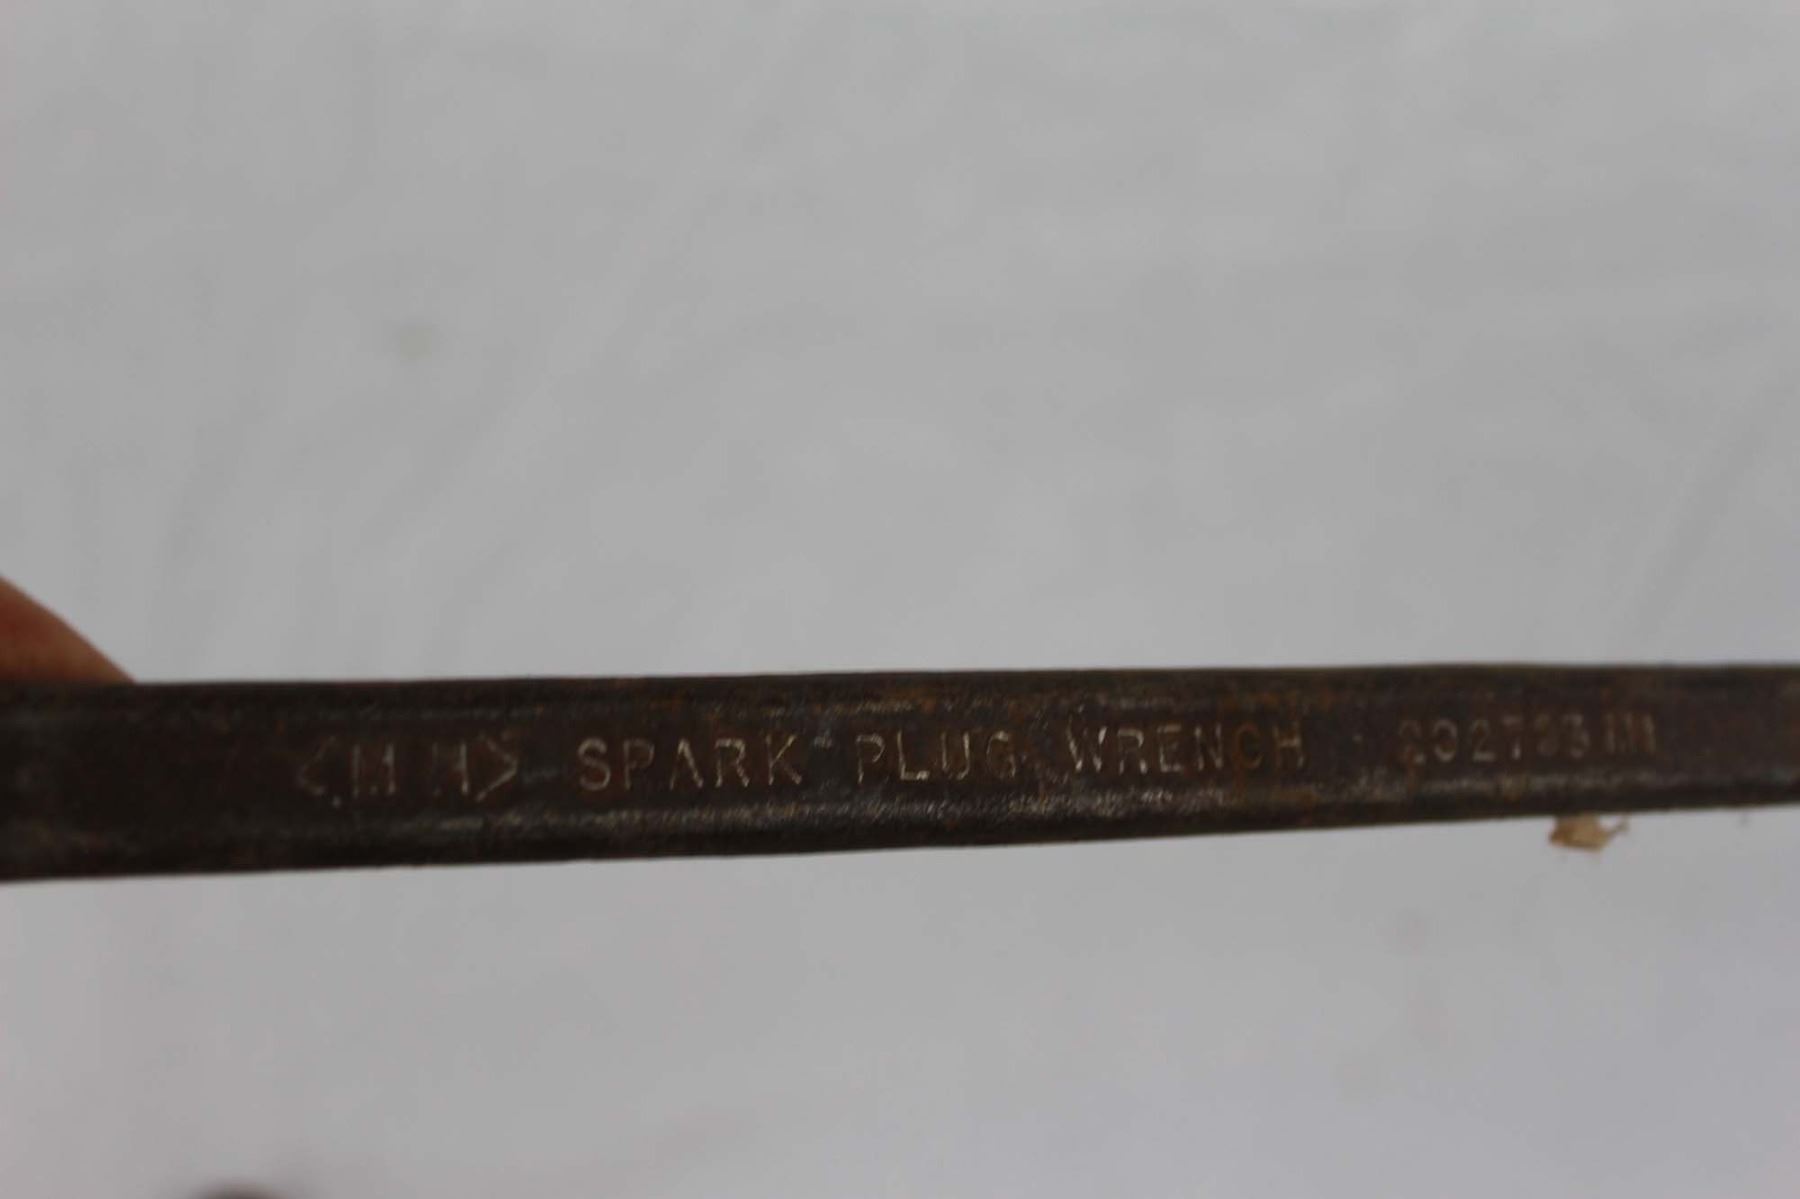 <M H> SPARK PLUG WRENCH